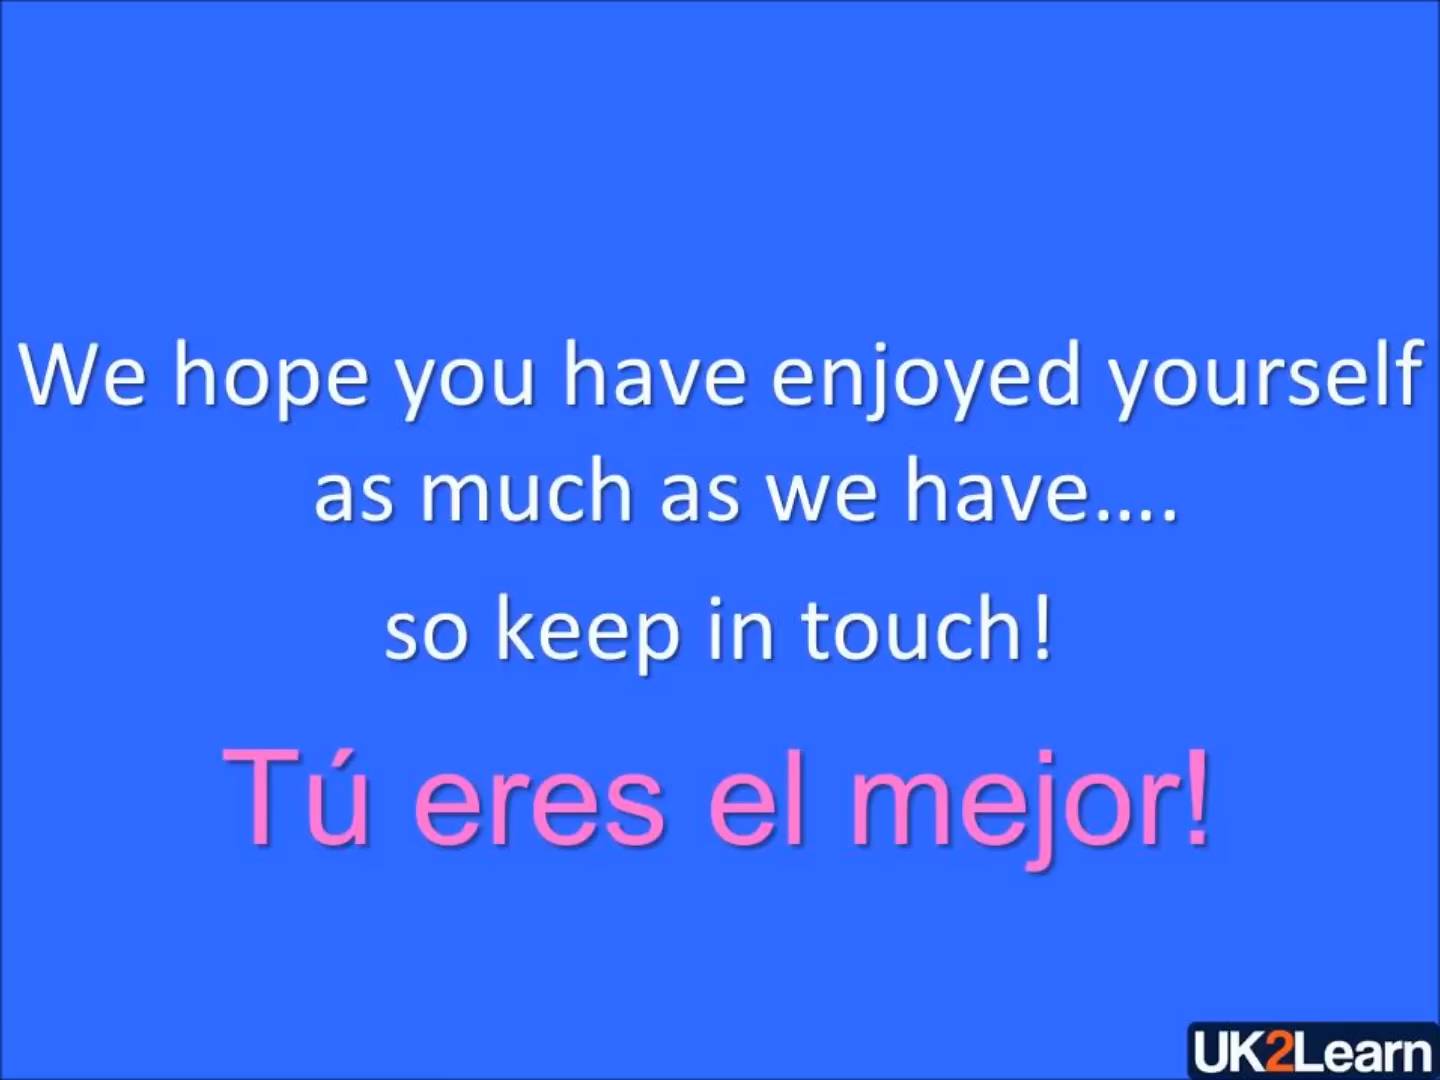 We hope you have enjoyed yourself
as much as we have....
so keep in touch!
Tú eres el mejor!
UK2Learn